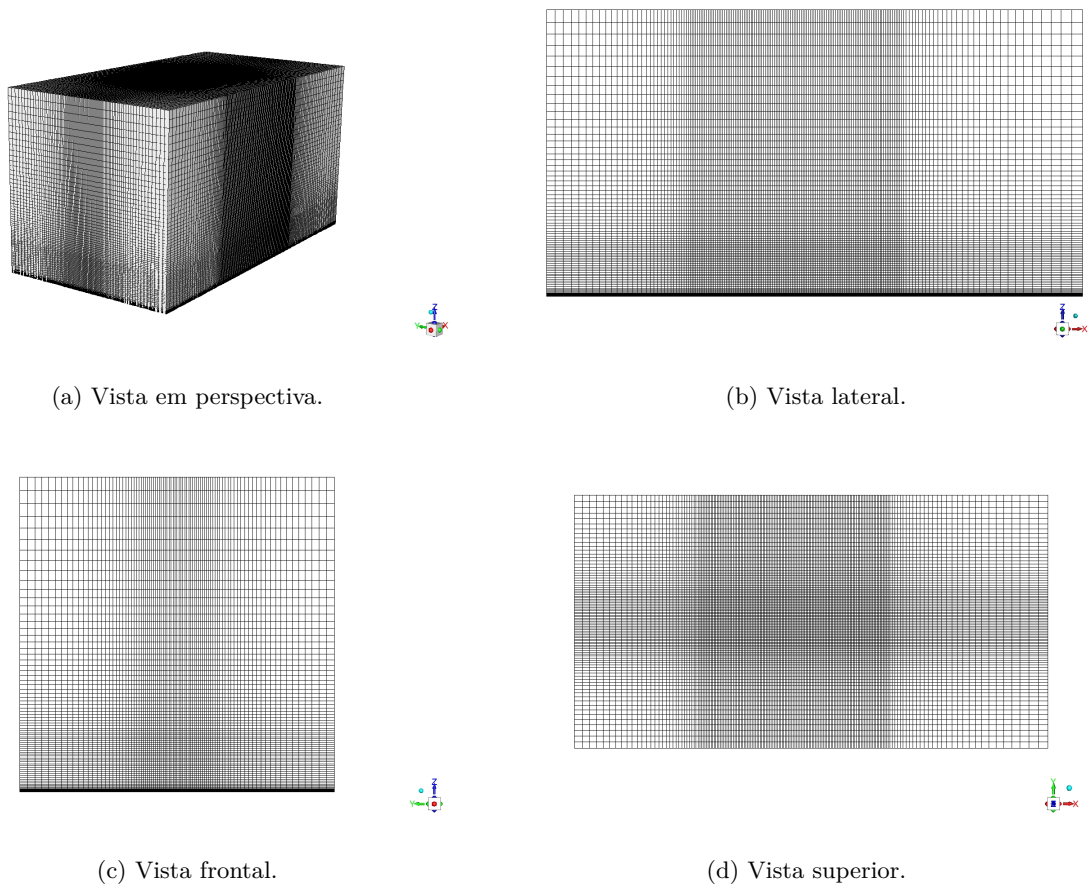 Z
Y
X
Z
X
(a) Vista em perspectiva.
(b) Vista lateral.
Z
Y
Y
X
(c) Vista frontal.
(d) Vista superior.